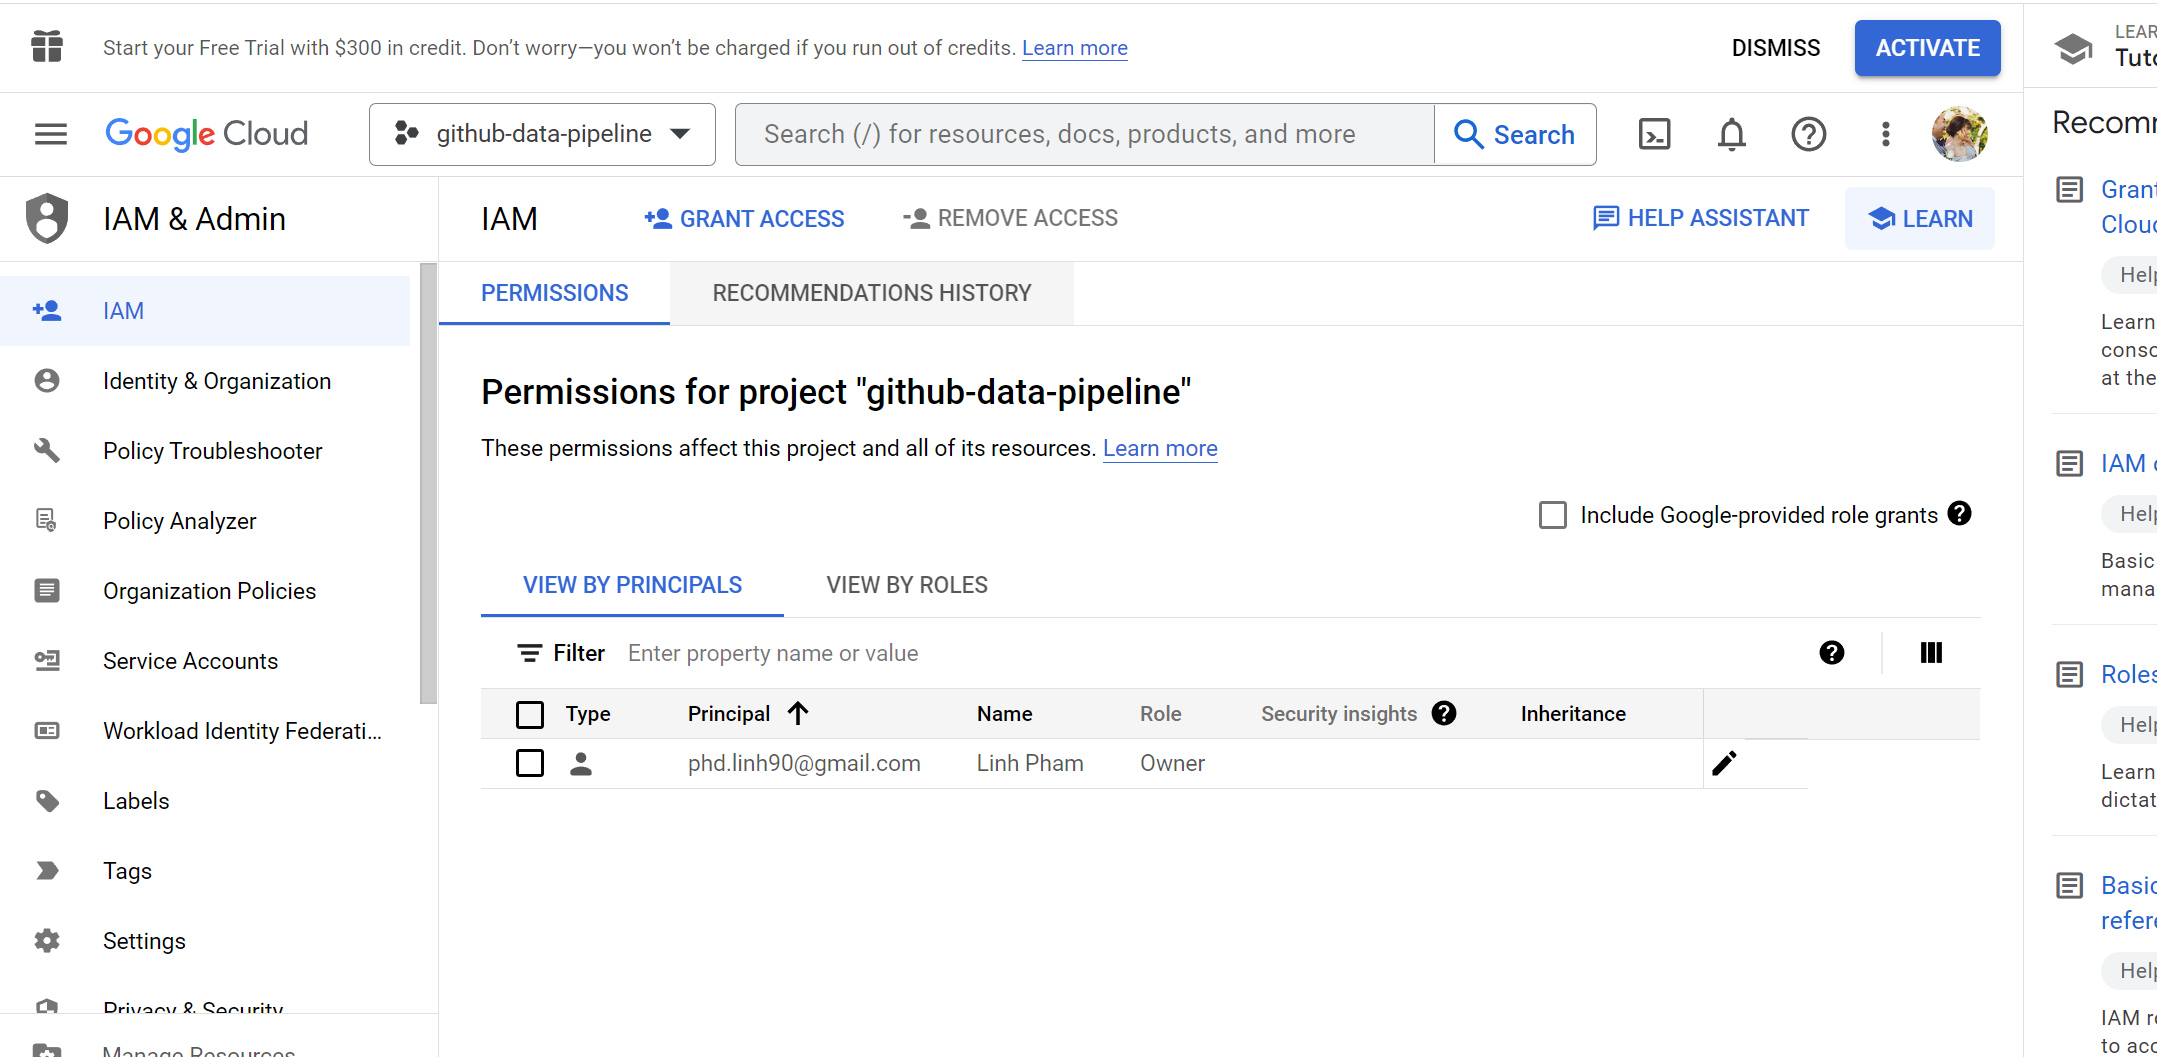 Start your Free Trial with $300 in credit. Don't worry—you won't be charged if you run out of credits. Learn more
DISMISS
ACTIVATE
Google Cloud
github-data-pipeline
Search (/) for resources, docs, products, and more
Search
IAM & Admin
IAM
Identity & Organization
Policy Troubleshooter
Policy Analyzer
Organization Policies
Service Accounts
Workload Identity Federati...
Labels
Tags
Settings
Privacy & Security
Manage Resources
IAM
GRANT ACCESS
REMOVE ACCESS
HELP ASSISTANT
LEARN
PERMISSIONS
RECOMMENDATIONS HISTORY
Permissions for project "github-data-pipeline"
These permissions affect this project and all of its resources. Learn more
Include Google-provided role grants
VIEW BY PRINCIPALS
VIEW BY ROLES
Filter Enter property name or value
Type Principal Name Role Security insights Inheritance
phd.linh90@gmail.com Linh Pham Owner
LEAR
Tuto
Recomm
Grant
Cloud
Help
Learn
conso
at the
IAM
Help
Basic
mana
Roles
Help
Learn
dictat
Basic
refere
Help
IAM ro
to acc